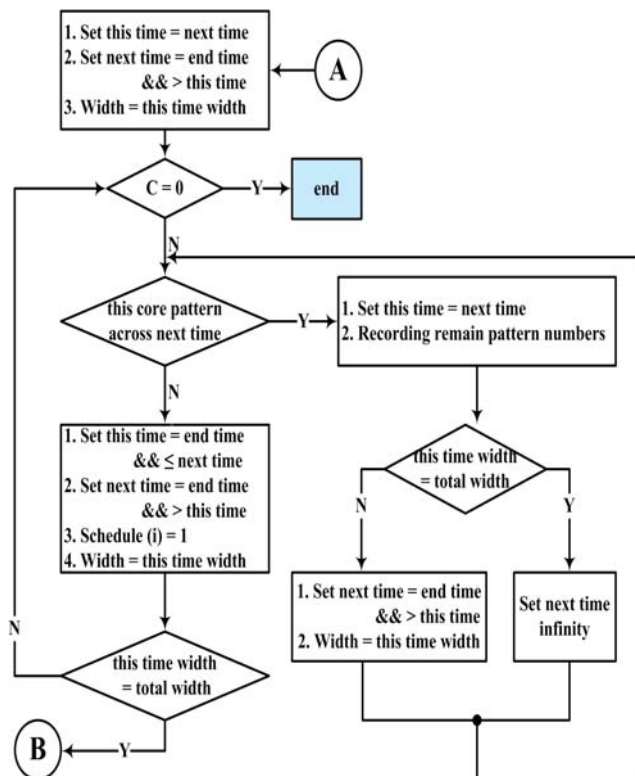 1. Set this time = next time
2. Set next time = end time
&& > this time
3. Width = this time width
A
C = 0
Y
end
N
this core pattern
across next time
Y
1. Set this time = next time
2. Recording remain pattern numbers
N
1. Set this time = end time
&& ≤ next time
2. Set next time = end time
&& > this time
3. Schedule (i) = 1
4. Width = this time width
this time width
= total width
N
Y
1. Set next time = end time
&& > this time
2. Width = this time width
Set next time
infinity
N
this time width
= total width
B
Y